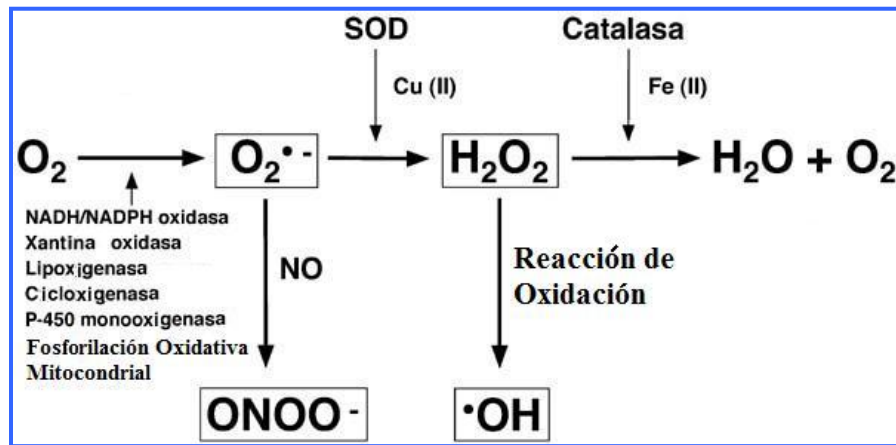 SOD Catalasa
Cu (II) Fe (II)
O₂ O₂•- H₂O₂ H₂O + O₂
NADH/NADPH oxidasa
Xantina oxidasa
Lipoxigenasa
Cicloxigenasa
P-450 monooxigenasa
Fosforilación Oxidativa
Mitocondrial
NO
Reacción de
Oxidación
ONOO- •OH